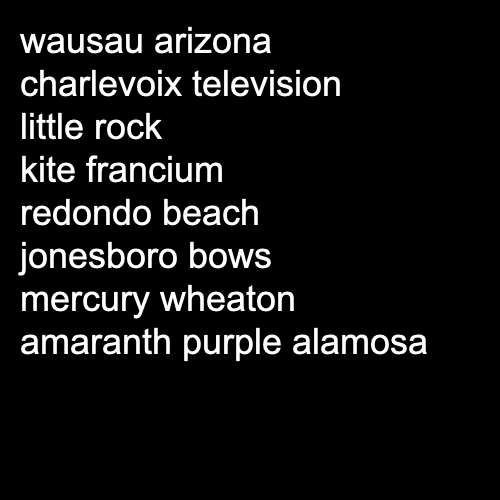 wausau arizona
charlevoix television
little rock
kite francium
redondo beach
jonesboro bows
mercury wheaton
amaranth purple alamosa